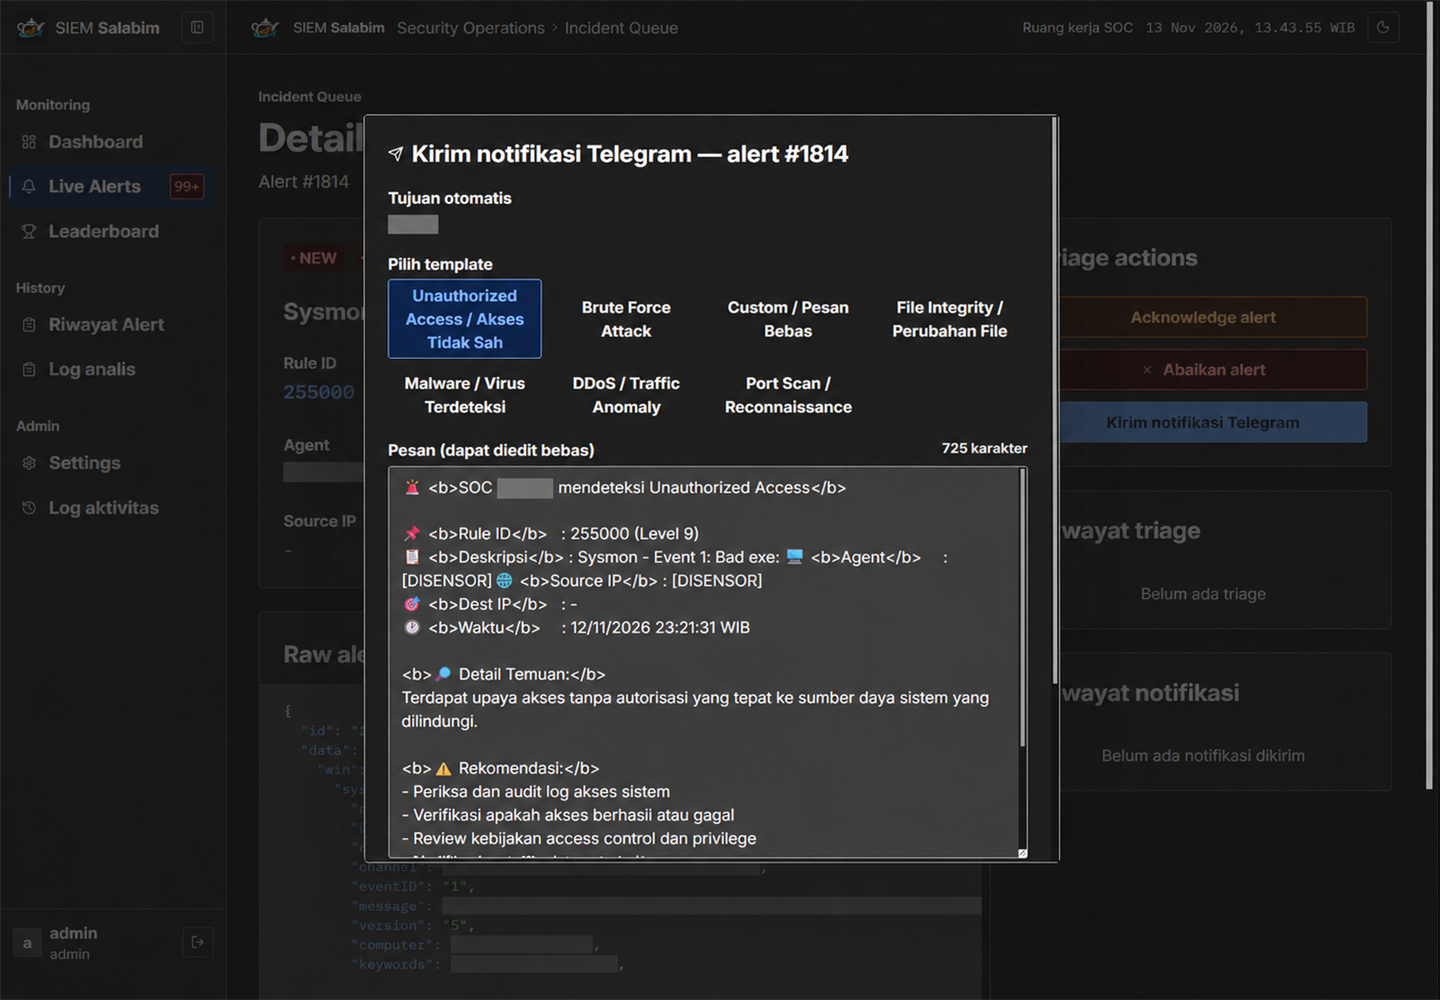 SIEM Salabim
SIEM Salabim Security Operations > Incident Queue
Ruang kerja SOC 13 Nov 2026, 13.43.55 WIB
Monitoring
Dashboard
Live Alerts 99+
Leaderboard
History
Riwayat Alert
Log analis
Admin
Settings
Log aktivitas
admin
a
admin
Incident Queue
Detail
Alert #1814
• NEW
Sysmo
Rule ID
255000
Agent
Source IP
-
Raw ale
{
"id":
"data":
"win":
"sys
"channel":
"eventID": "1",
"message":
"version": "5",
"computer": ,
"keywords": ,
Kirim notifikasi Telegram — alert #1814
Tujuan otomatis
Pilih template
Unauthorized
Access / Akses
Tidak Sah
Brute Force
Attack
Custom / Pesan
Bebas
File Integrity /
Perubahan File
Malware / Virus
Terdeteksi
DDoS / Traffic
Anomaly
Port Scan /
Reconnaissance
Pesan (dapat diedit bebas)
725 karakter
🚨 <b>SOC mendeteksi Unauthorized Access</b>
📌 <b>Rule ID</b> : 255000 (Level 9)
📋 <b>Deskripsi</b> : Sysmon - Event 1: Bad exe: 🖥️ <b>Agent</b> :
[DISENSOR] 🌐 <b>Source IP</b> : [DISENSOR]
🎯 <b>Dest IP</b> : -
🕐 <b>Waktu</b> : 12/11/2026 23:21:31 WIB
<b>🔎 Detail Temuan:</b>
Terdapat upaya akses tanpa autorisasi yang tepat ke sumber daya sistem yang
dilindungi.
<b>⚠️ Rekomendasi:</b>
- Periksa dan audit log akses sistem
- Verifikasi apakah akses berhasii atau gagal
- Review kebijakan access control dan privilege
iage actions
Acknowledge alert
× Abaikan alert
Kirim notifikasi Telegram
wayat triage
Belum ada triage
wayat notifikasi
Belum ada notifikasi dikirim